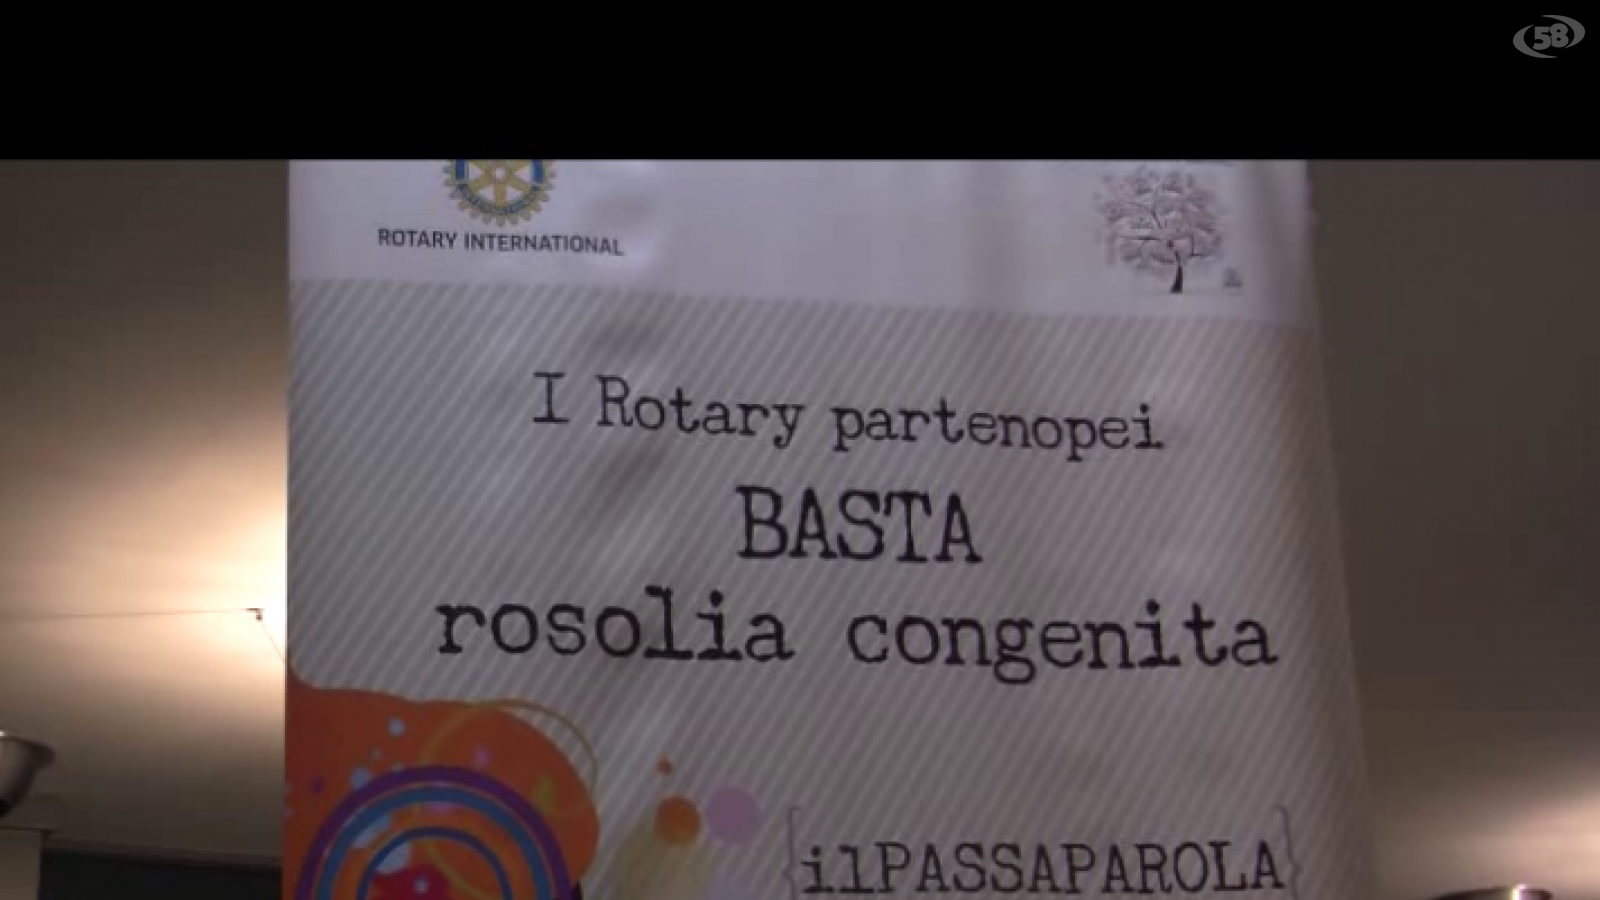 58
ROTARY INTERNATIONAL
I Rotary partenopei
BASTA
rosolia congenita
{ilPASSAPAROLA}